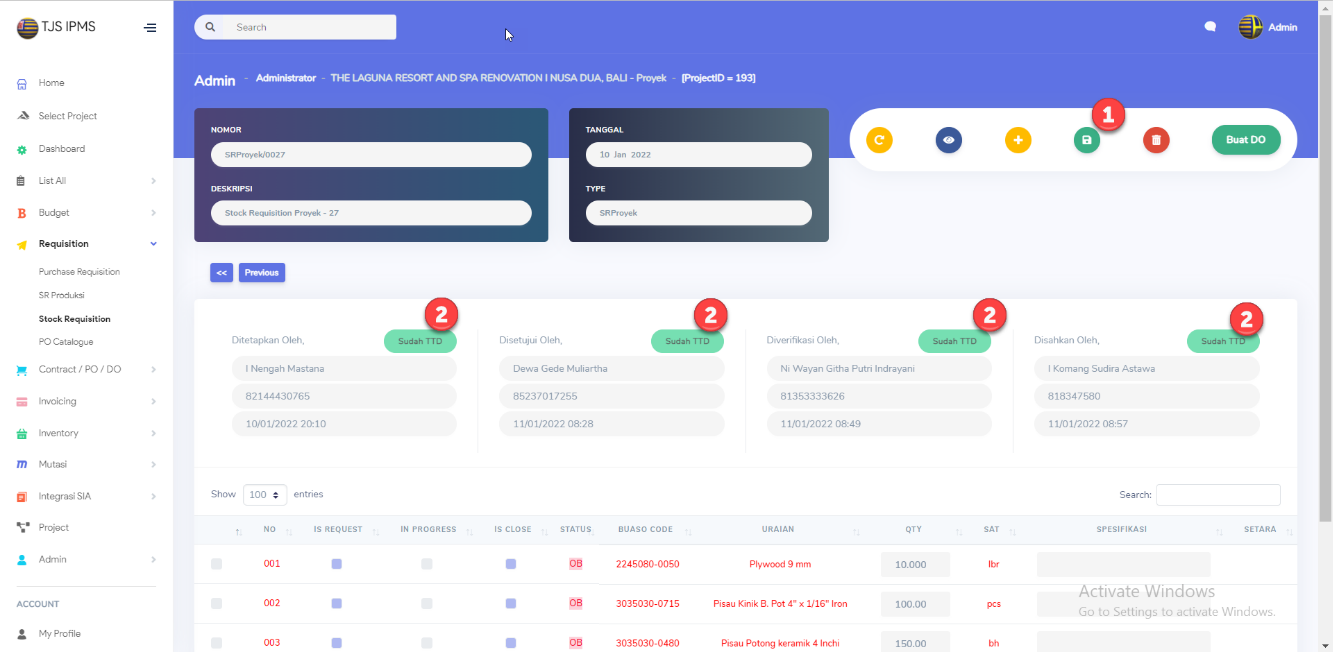 TJS IPMS
Search
Admin
Home
Select Project
Dashboard
List All
Budget
Requisition
Purchase Requisition
SR Produksi
Stock Requisition
PO Catalogue
Contract / PO / DO
Invoicing
Inventory
Mutasi
Integrasi SIA
Project
Admin
ACCOUNT
My Profile
Admin - Administrator - THE LAGUNA RESORT AND SPA RENOVATION I NUSA DUA, BALI - Proyek - [ProjectID = 193]
NOMOR
SRProyek/0027
DESKRIPSI
Stock Requisition Proyek - 27
TANGGAL
10 Jan 2022
TYPE
SRProyek
1
Buat DO
<< Previous
2 2 2 2
Ditetapkan Oleh, Sudah TTD Disetujui Oleh, Sudah TTD Diverifikasi Oleh, Sudah TTD Disahkan Oleh, Sudah TTD
I Nengah Mastana Dewa Gede Muliartha Ni Wayan Githa Putri Indrayani I Komang Sudira Astawa
82144430765 85237017255 81353333626 818347580
10/01/2022 20:10 11/01/2022 08:28 11/01/2022 08:49 11/01/2022 08:57
Show 100 entries Search:
NO IS REQUEST IN PROGRESS IS CLOSE STATUS BUASO CODE URAIAN QTY SAT SPESIFIKASI SETARA
001 OB 2245080-0050 Plywood 9 mm 10.000 lbr
002 OB 3035030-0715 Pisau Kinik B. Pot 4" x 1/16" Iron 100.00 pcs
003 OB 3035030-0480 Pisau Potong keramik 4 Inchi 150.00 bh
Activate Windows
Go to Settings to activate Windows.